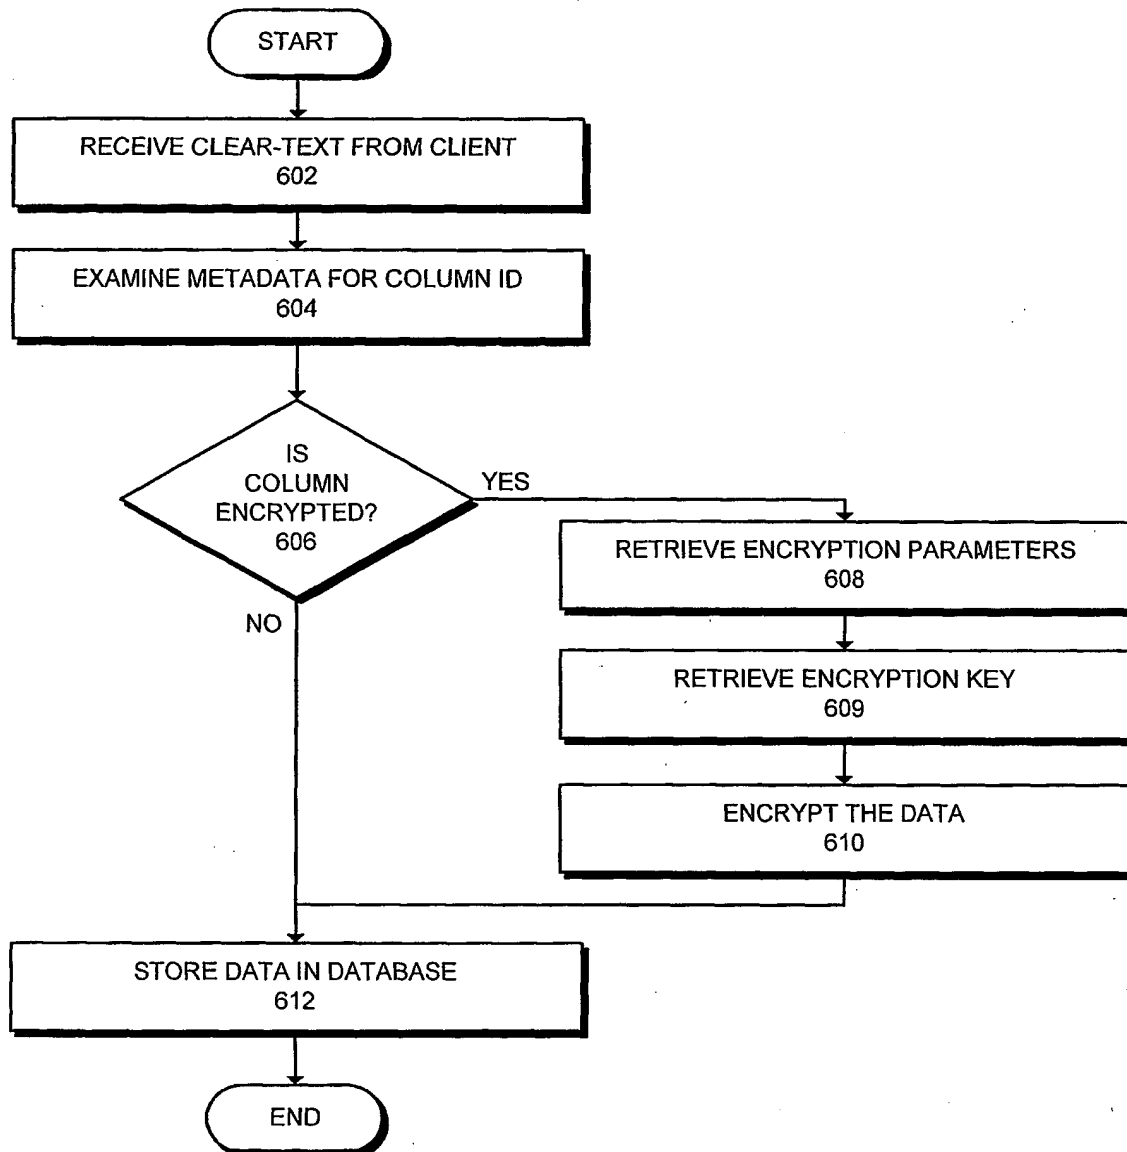 START
RECEIVE CLEAR-TEXT FROM CLIENT
602
EXAMINE METADATA FOR COLUMN ID
604
IS
COLUMN
ENCRYPTED?
606
YES
NO
RETRIEVE ENCRYPTION PARAMETERS
608
RETRIEVE ENCRYPTION KEY
609
ENCRYPT THE DATA
610
STORE DATA IN DATABASE
612
END